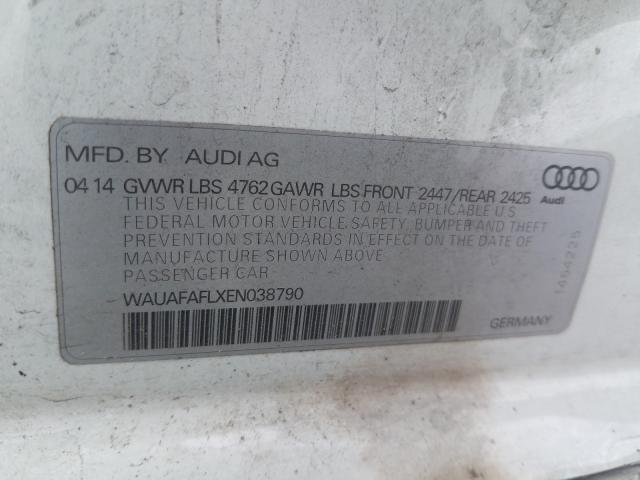 MFD. BY AUDI AG
04 14 GVWR LBS 4762 GAWR LBS FRONT 2447/REAR 2425
THIS VEHICLE CONFORMS TO ALL APPLICABLE U.S
FEDERAL MOTOR VEHICLE SAFETY, BUMPER AND THEFT
PREVENTION STANDARDS IN EFFECT ON THE DATE OF
MANUFACTURE SHOWN ABOVE
PASSENGER CAR
WAUAFAFLXEN038790
Audi
1454225
GERMANY